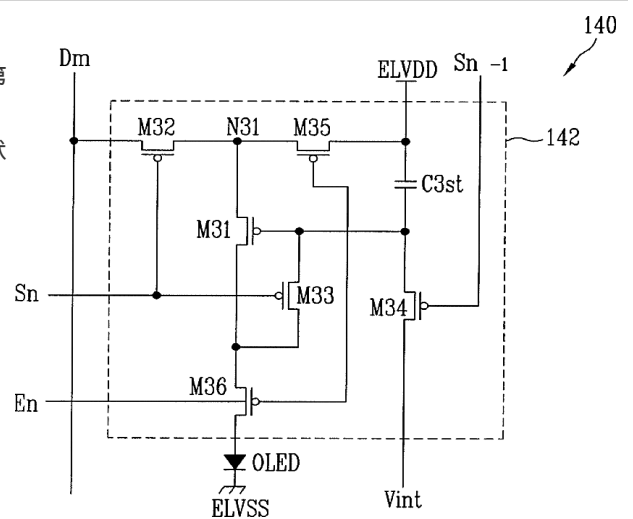 140
Dm
ELVDD
Sn -1
M32
N31
M35
142
C3st
M31
Sn
M33
M34
M36
En
OLED
ELVSS
Vint